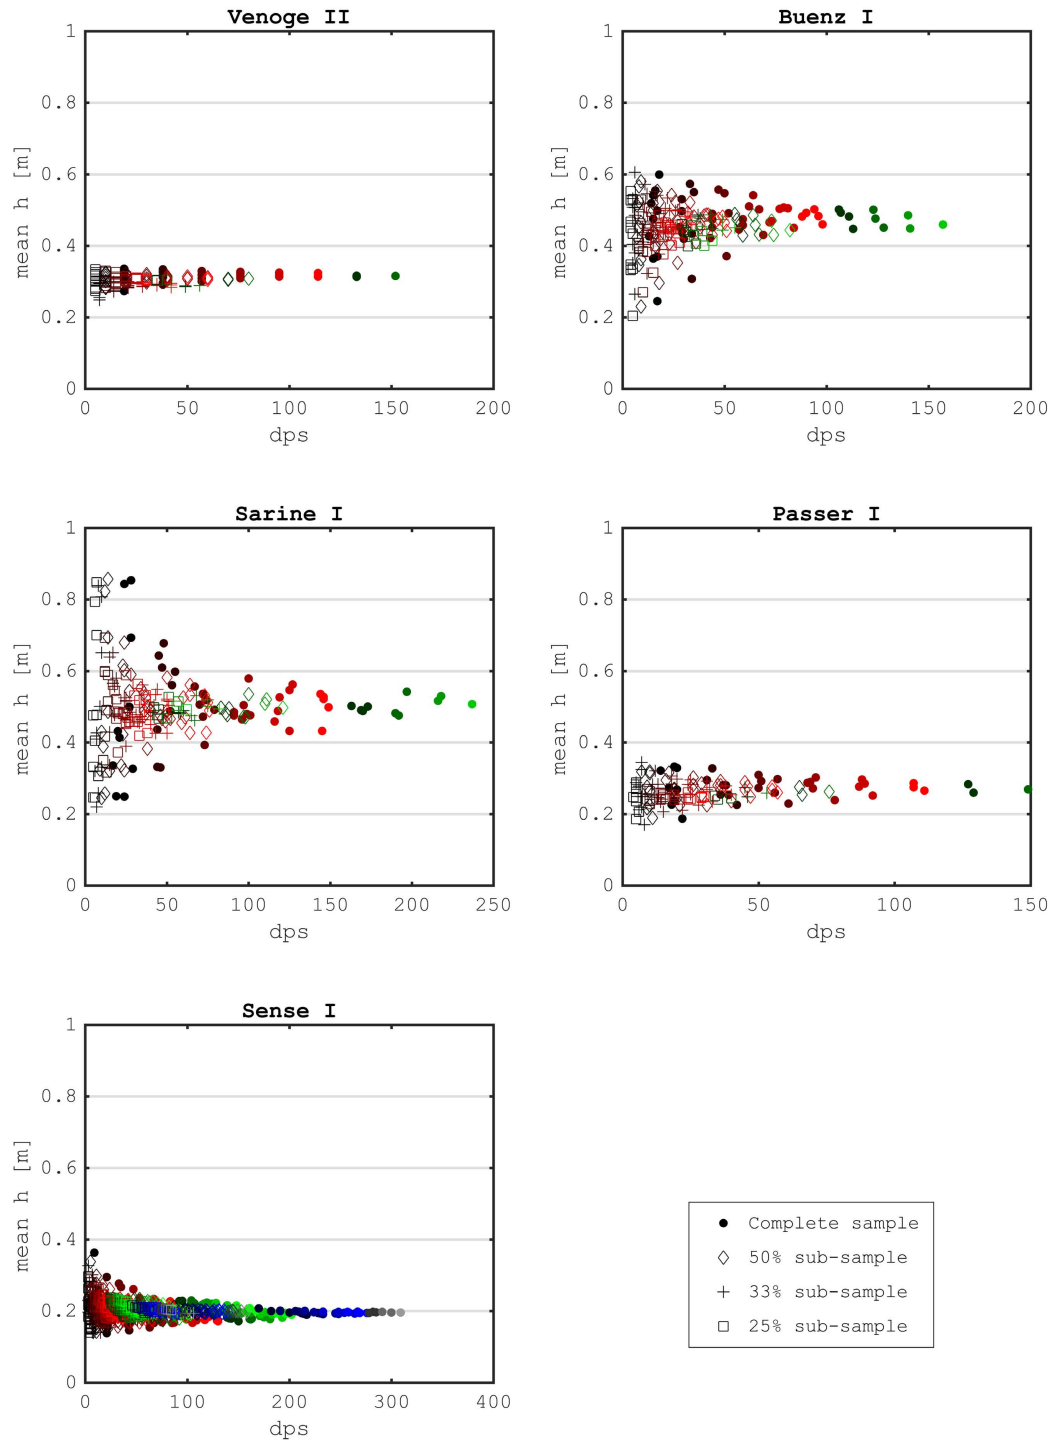 Venoge II
1
0.8
0.6
0.4
0.2
0
mean h [m]
0 50 100 150 200
dps
Buenz I
1
0.8
0.6
0.4
0.2
0
mean h [m]
0 50 100 150 200
dps
Sarine I
1
0.8
0.6
0.4
0.2
0
mean h [m]
0 50 100 150 200 250
dps
Passer I
1
0.8
0.6
0.4
0.2
0
mean h [m]
0 50 100 150
dps
Sense I
1
0.8
0.6
0.4
0.2
0
mean h [m]
0 100 200 300 400
dps
Complete sample
50% sub-sample
33% sub-sample
25% sub-sample